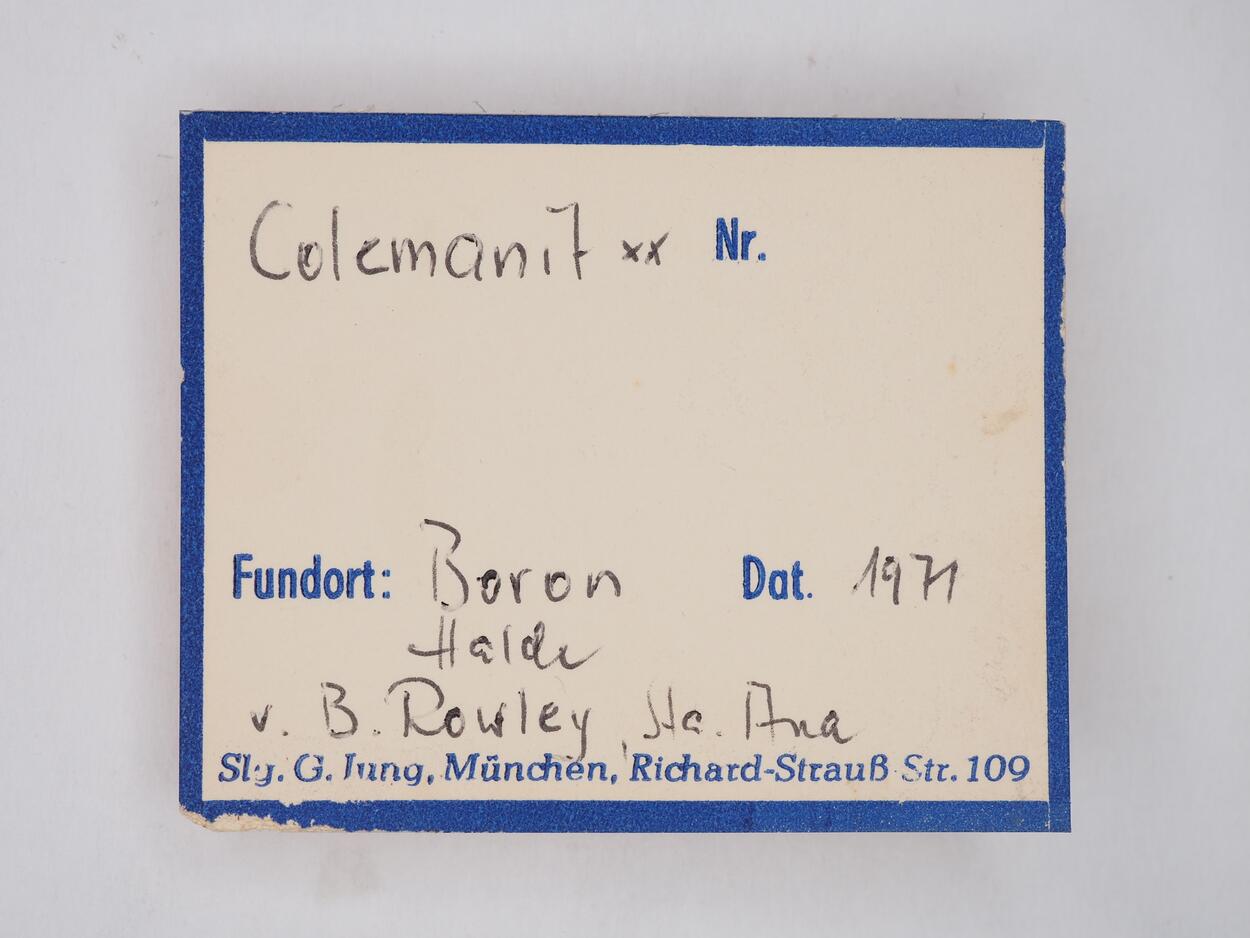 Colemanit xx Nr.
Fundort: Boron Dat. 1971
Halde
v. B. Rowley, Sta. Ana
Slg. G. Jung, München, Richard-Strauß Str. 109